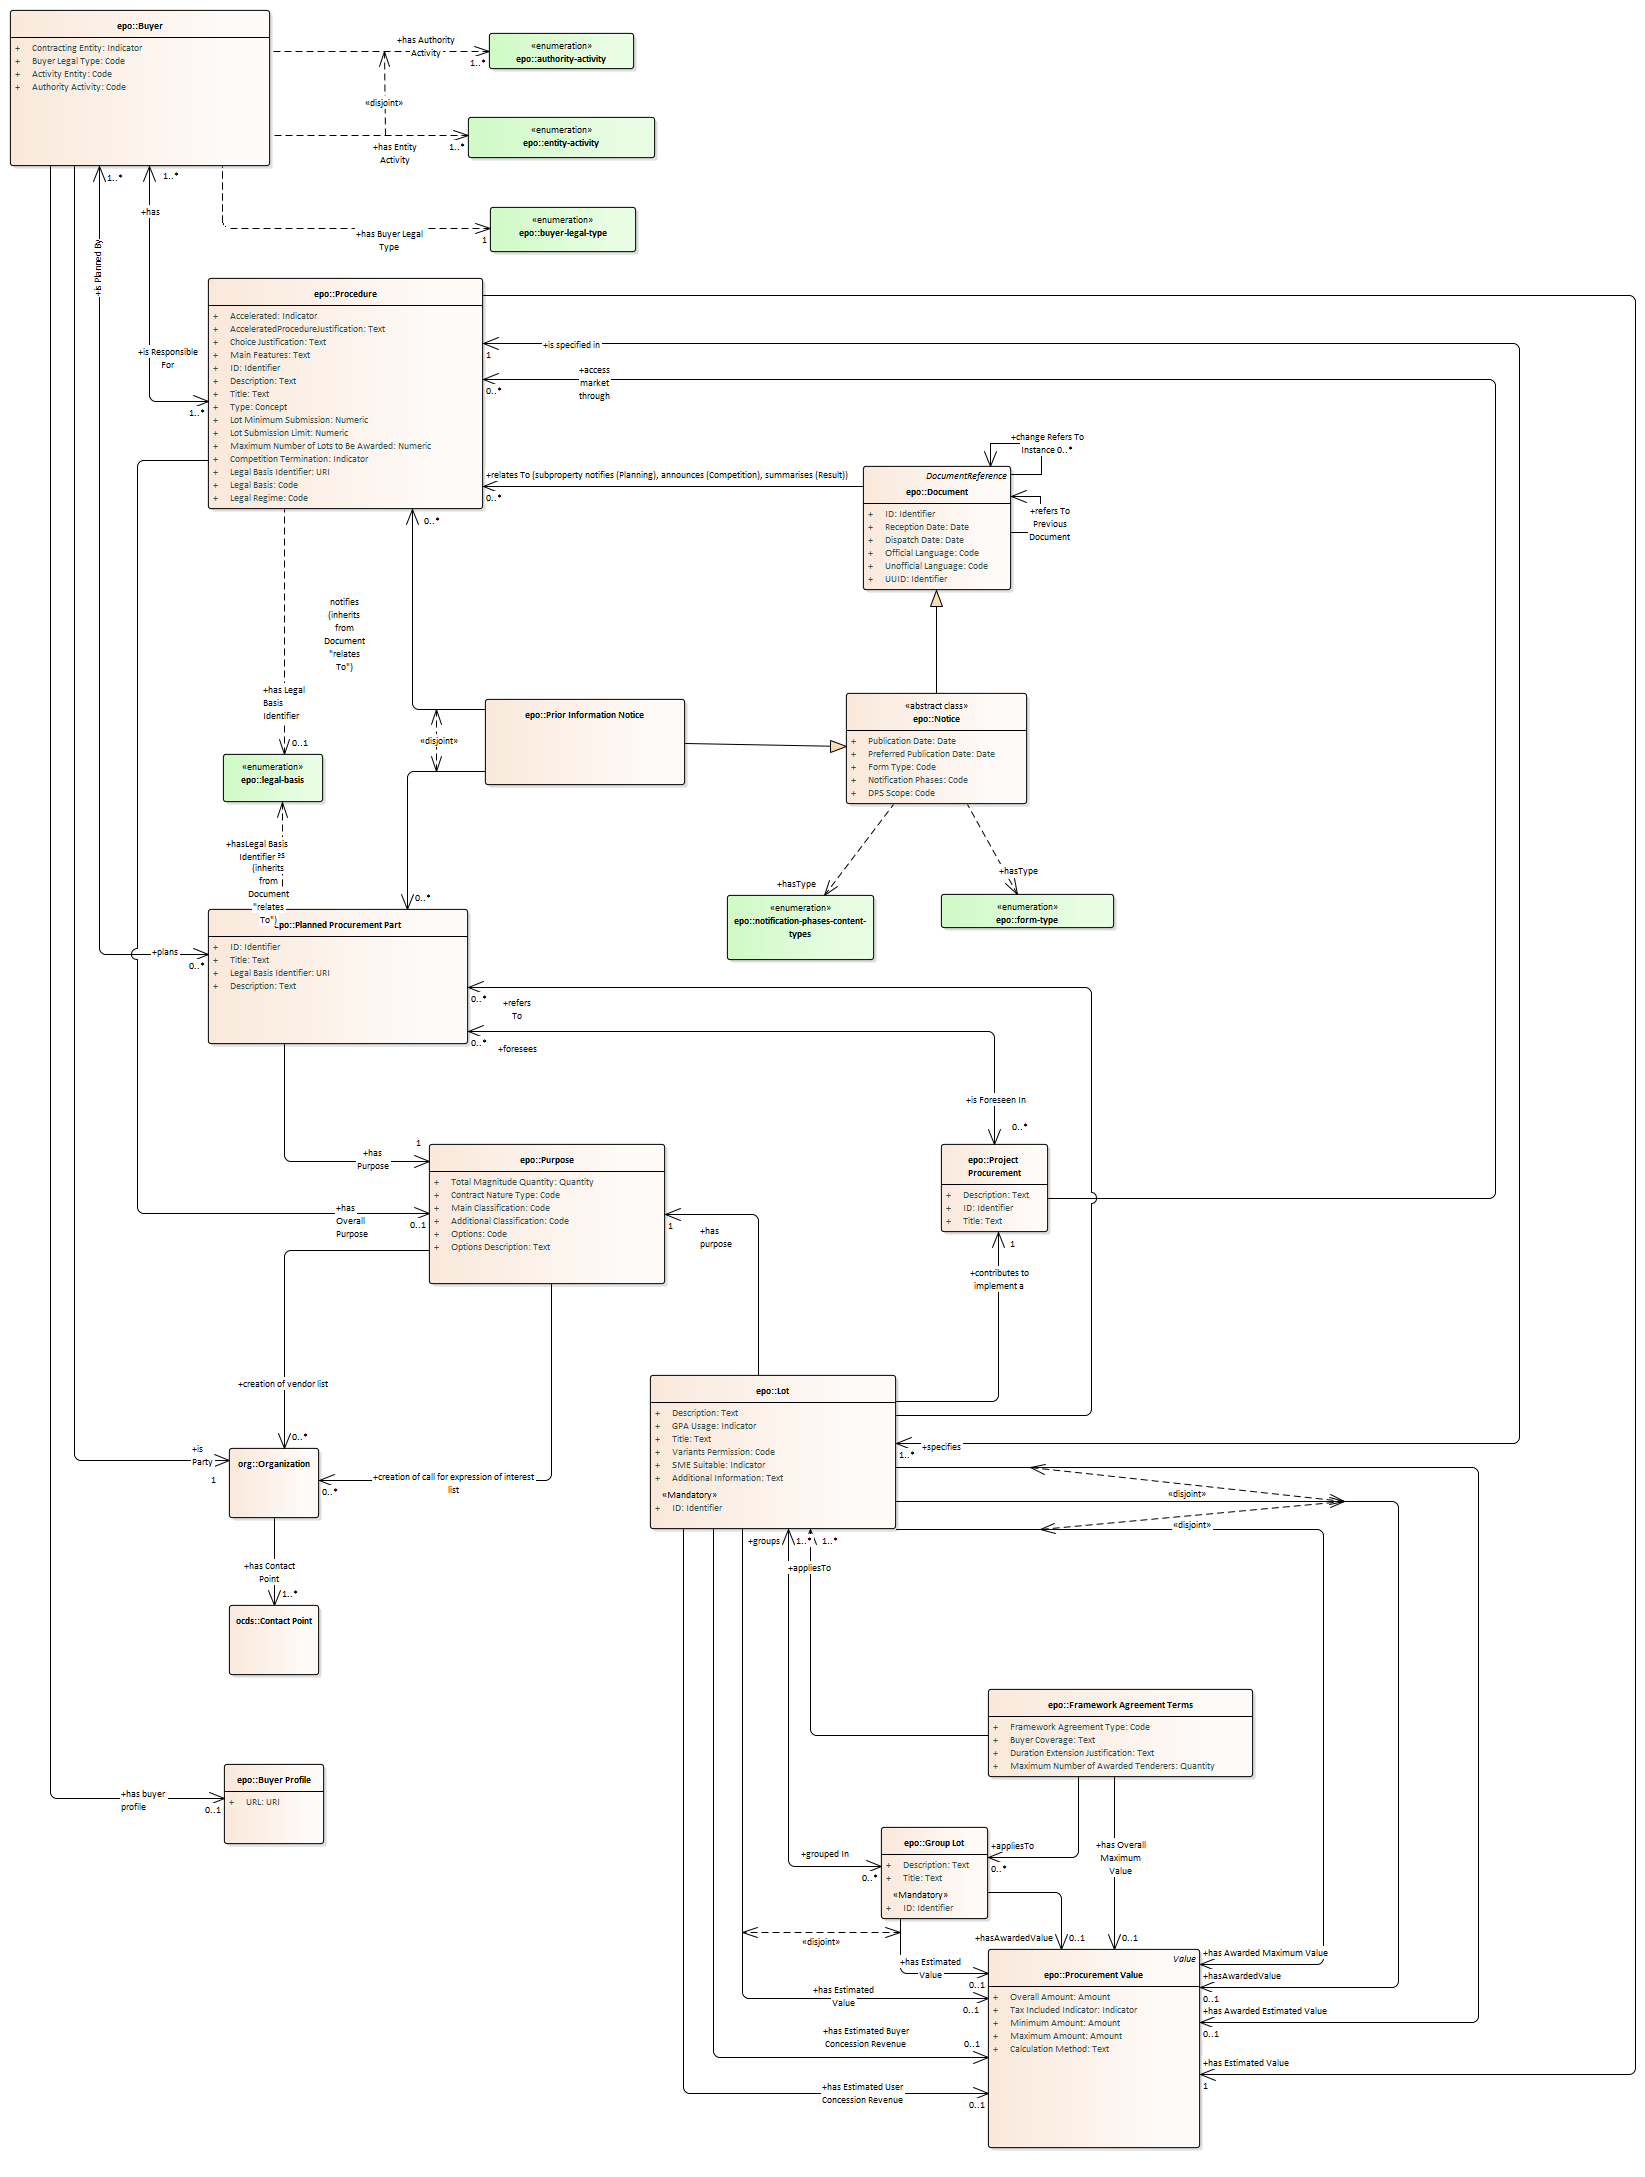 epo::Buyer
+ Contracting Entity: Indicator
+ Buyer Legal Type: Code
+ Activity Entity: Code
+ Authority Activity: Code
+has Authority
Activity
1..*
«enumeration»
epo::authority-activity
«disjoint»
+has Entity
Activity
1..*
«enumeration»
epo::entity-activity
+has Buyer Legal
Type
1
«enumeration»
epo::buyer-legal-type
1..*
1..*
+has
+is Planned By
+is Responsible
For
1..*
epo::Procedure
+ Accelerated: Indicator
+ AcceleratedProcedureJustification: Text
+ Choice Justification: Text
+ Main Features: Text
+ ID: Identifier
+ Description: Text
+ Title: Text
+ Type: Concept
+ Lot Minimum Submission: Numeric
+ Lot Submission Limit: Numeric
+ Maximum Number of Lots to Be Awarded: Numeric
+ Competition Termination: Indicator
+ Legal Basis Identifier: URI
+ Legal Basis: Code
+ Legal Regime: Code
+is specified in
1
+access
market
through
0..*
+relates To (subproperty notifies (Planning), announces (Competition), summarises (Result))
0..*
+change Refers To
Instance 0..*
DocumentReference
epo::Document
+ ID: Identifier
+ Reception Date: Date
+ Dispatch Date: Date
+ Official Language: Code
+ Unofficial Language: Code
+ UUID: Identifier
+refers To
Previous
Document
0..*
notifies
(inherits
from
Document
"relates
To")
+has Legal
Basis
Identifier
0..1
«enumeration»
epo::legal-basis
«disjoint»
epo::Prior Information Notice
«abstract class»
epo::Notice
+ Publication Date: Date
+ Preferred Publication Date: Date
+ Form Type: Code
+ Notification Phases: Code
+ DPS Scope: Code
+hasType
+hasType
«enumeration»
epo::notification-phases-content-
types
«enumeration»
epo::form-type
+hasLegal Basis
Identifier
(inherits
from
Document
"relates
To")
0..*
epo::Planned Procurement Part
+ ID: Identifier
+ Title: Text
+ Legal Basis Identifier: URI
+ Description: Text
+plans
0..*
0..*
+refers
To
0..*
+foresees
+is Foreseen In
0..*
epo::Project
Procurement
+ Description: Text
+ ID: Identifier
+ Title: Text
1
+contributes to
implement a
+has
Purpose
1
epo::Purpose
+ Total Magnitude Quantity: Quantity
+ Contract Nature Type: Code
+ Main Classification: Code
+ Additional Classification: Code
+ Options: Code
+ Options Description: Text
+has
Overall
Purpose
0..1
1
+has
purpose
+creation of vendor list
0..*
+is
Party
1
org::Organization
+creation of call for expression of interest
list
0..*
+has Contact
Point
1..*
ocds::Contact Point
epo::Lot
+ Description: Text
+ GPA Usage: Indicator
+ Title: Text
+ Variants Permission: Code
+ SME Suitable: Indicator
+ Additional Information: Text
«Mandatory»
+ ID: Identifier
+specifies
1..*
«disjoint»
«disjoint»
+groups
1..*
1..*
+appliesTo
epo::Framework Agreement Terms
+ Framework Agreement Type: Code
+ Buyer Coverage: Text
+ Duration Extension Justification: Text
+ Maximum Number of Awarded Tenderers: Quantity
+has buyer
profile
0..1
epo::Buyer Profile
+ URL: URI
+grouped In
0..*
epo::Group Lot
+ Description: Text
+ Title: Text
«Mandatory»
+ ID: Identifier
+appliesTo
0..*
+has Overall
Maximum
Value
0..1
+hasAwardedValue
0..1
«disjoint»
+has Estimated
Value
0..1
+has Estimated
Value
0..1
+has Estimated Buyer
Concession Revenue
0..1
+has Estimated User
Concession Revenue
0..1
Value
epo::Procurement Value
+ Overall Amount: Amount
+ Tax Included Indicator: Indicator
+ Minimum Amount: Amount
+ Maximum Amount: Amount
+ Calculation Method: Text
+has Awarded Maximum Value
+hasAwardedValue
0..1
+has Awarded Estimated Value
0..1
+has Estimated Value
1